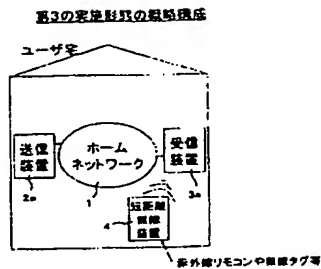 第3の実施形態の概略構成
ユーザ宅
送信
装置
2a
ホーム
ネットワーク
1
受信
装置
3a
短距離
無線
装置
4
赤外線リモコンや無線タグ等